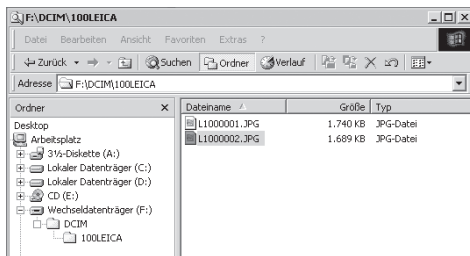 F:\DCIM\100LEICA
Datei Bearbeiten Ansicht Favoriten Extras ?
Zurück Suchen Ordner Verlauf
Adresse F:\DCIM\100LEICA
Ordner x
Desktop
Arbeitsplatz
3½-Diskette (A:)
Lokaler Datenträger (C:)
Lokaler Datenträger (D:)
CD (E:)
Wechseldatenträger (F:)
DCIM
100LEICA
Dateiname Größe Typ
L1000001.JPG 1.740 KB JPG-Datei
L1000002.JPG 1.689 KB JPG-Datei